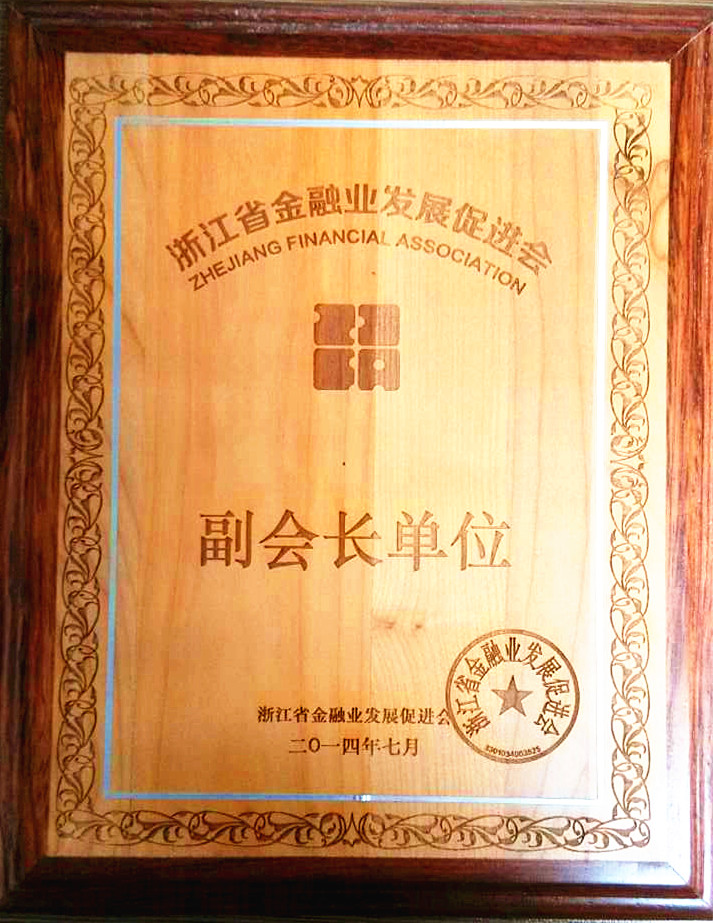 浙江省金融业发展促进会
ZHEJIANG FINANCIAL ASSOCIATION
副会长单位
浙江省金融业发展促进会
二〇一四年七月
浙江省金融业发展促进会